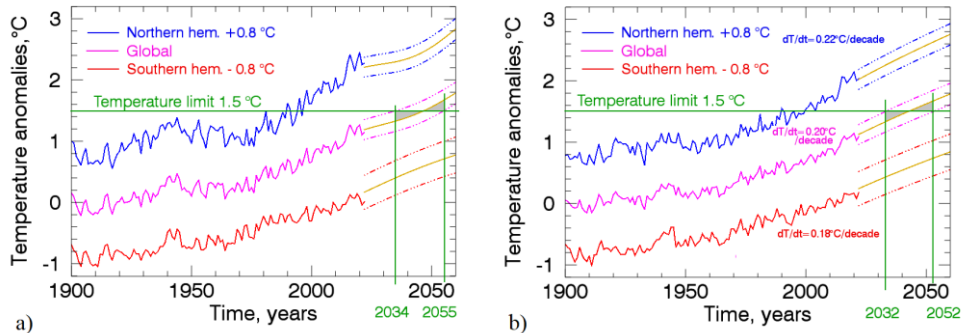 Temperature anomalies,°C
3
2
1
0
-1
Northern hem. +0.8 °C
Global
Southern hem. - 0.8 °C
Temperature limit 1.5 °C
1900
1950
2000
2050
Time, years
2034
2055
a)
Temperature anomalies,°C
3
2
1
0
-1
Northern hem. +0.8 °C
Global
Southern hem. - 0.8 °C
dT/dt=0.22°C/decade
Temperature limit 1.5 °C
dT/dt=0.20°C
/decade
dT/dt=0.18°C/decade
1900
1950
2000
2050
Time, years
2032
2052
b)